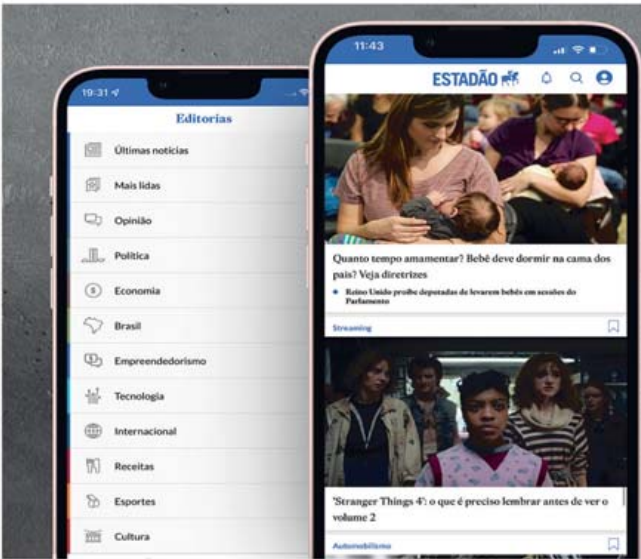 19:31
Editorias
Últimas notícias
Mais lidas
Opinião
Política
Economia
Brasil
Empreendedorismo
Tecnologia
Internacional
Receitas
Esportes
Cultura
11:43
ESTADÃO
Quanto tempo amamentar? Bebê deve dormir na cama dos
pais? Veja diretrizes
Reino Unido proíbe deputadas de levarem bebês em sessões do
Parlamento
Streaming
'Stranger Things 4': o que é preciso lembrar antes de ver o
volume 2
Automobilismo